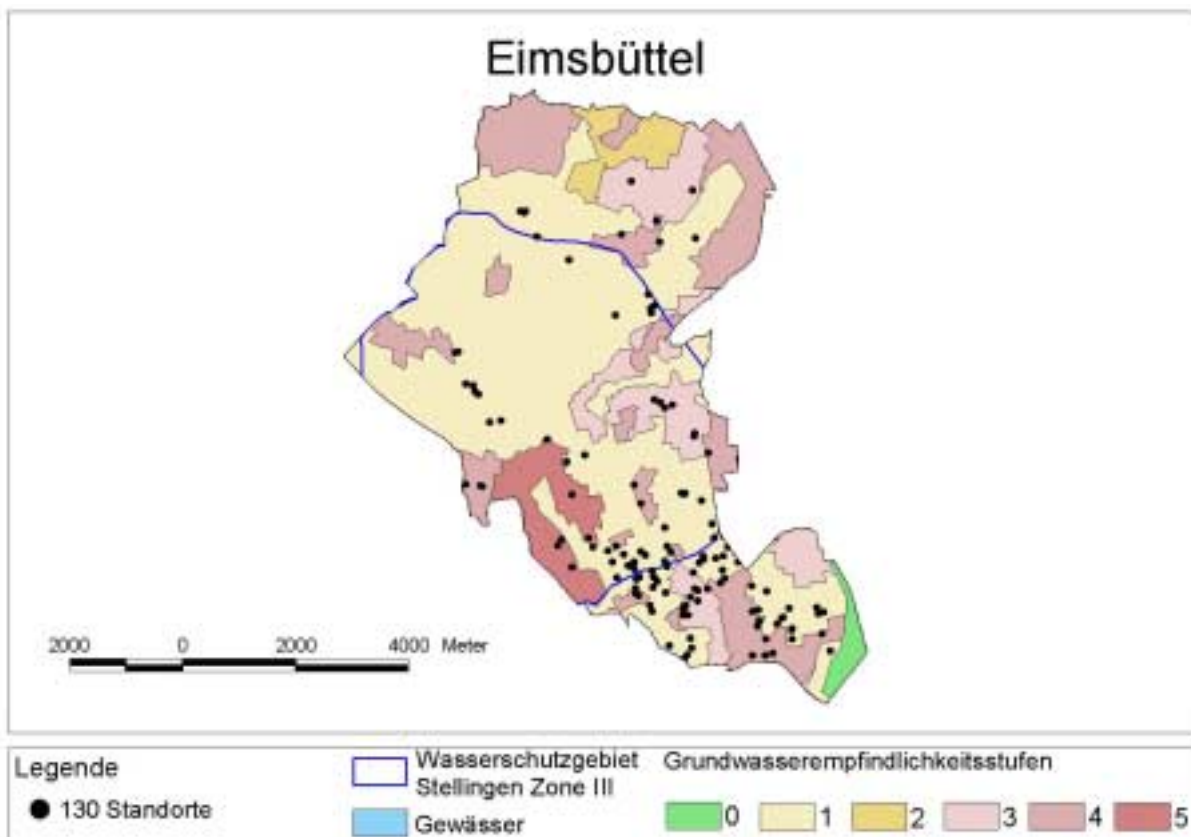 Eimsbüttel
2000 0 2000 4000 Meter
Legende
130 Standorte
Wasserschutzgebiet
Stellingen Zone III
Gewässer
Grundwasserempfindlichkeitsstufen
0 1 2 3 4 5